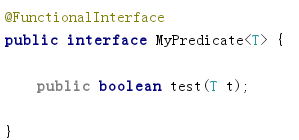 @FunctionalInterface
public interface MyPredicate<T> {
public boolean test(T t);
}